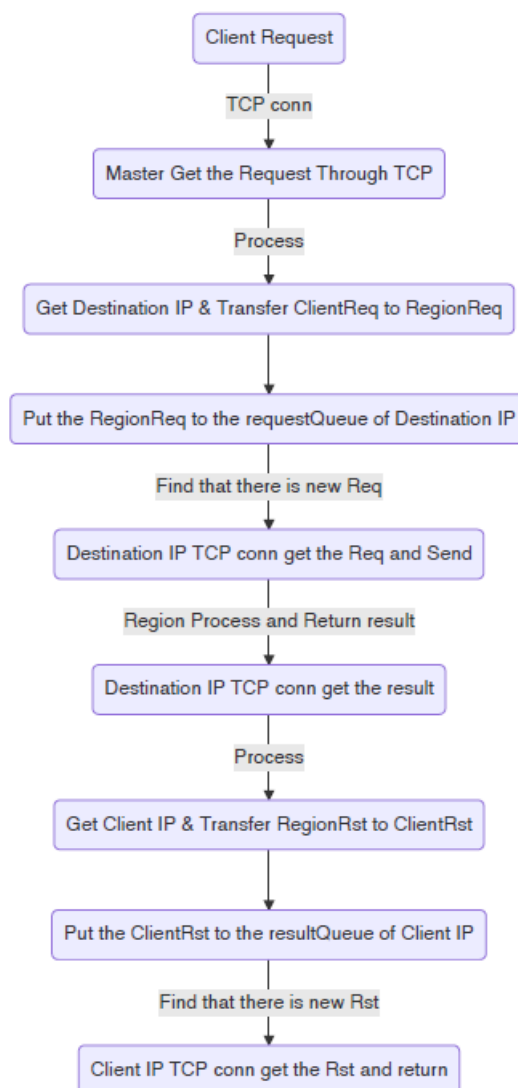 Client Request
TCP conn
Master Get the Request Through TCP
Process
Get Destination IP & Transfer ClientReq to RegionReq
Put the RegionReq to the requestQueue of Destination IP
Find that there is new Req
Destination IP TCP conn get the Req and Send
Region Process and Return result
Destination IP TCP conn get the result
Process
Get Client IP & Transfer RegionRst to ClientRst
Put the ClientRst to the resultQueue of Client IP
Find that there is new Rst
Client IP TCP conn get the Rst and return